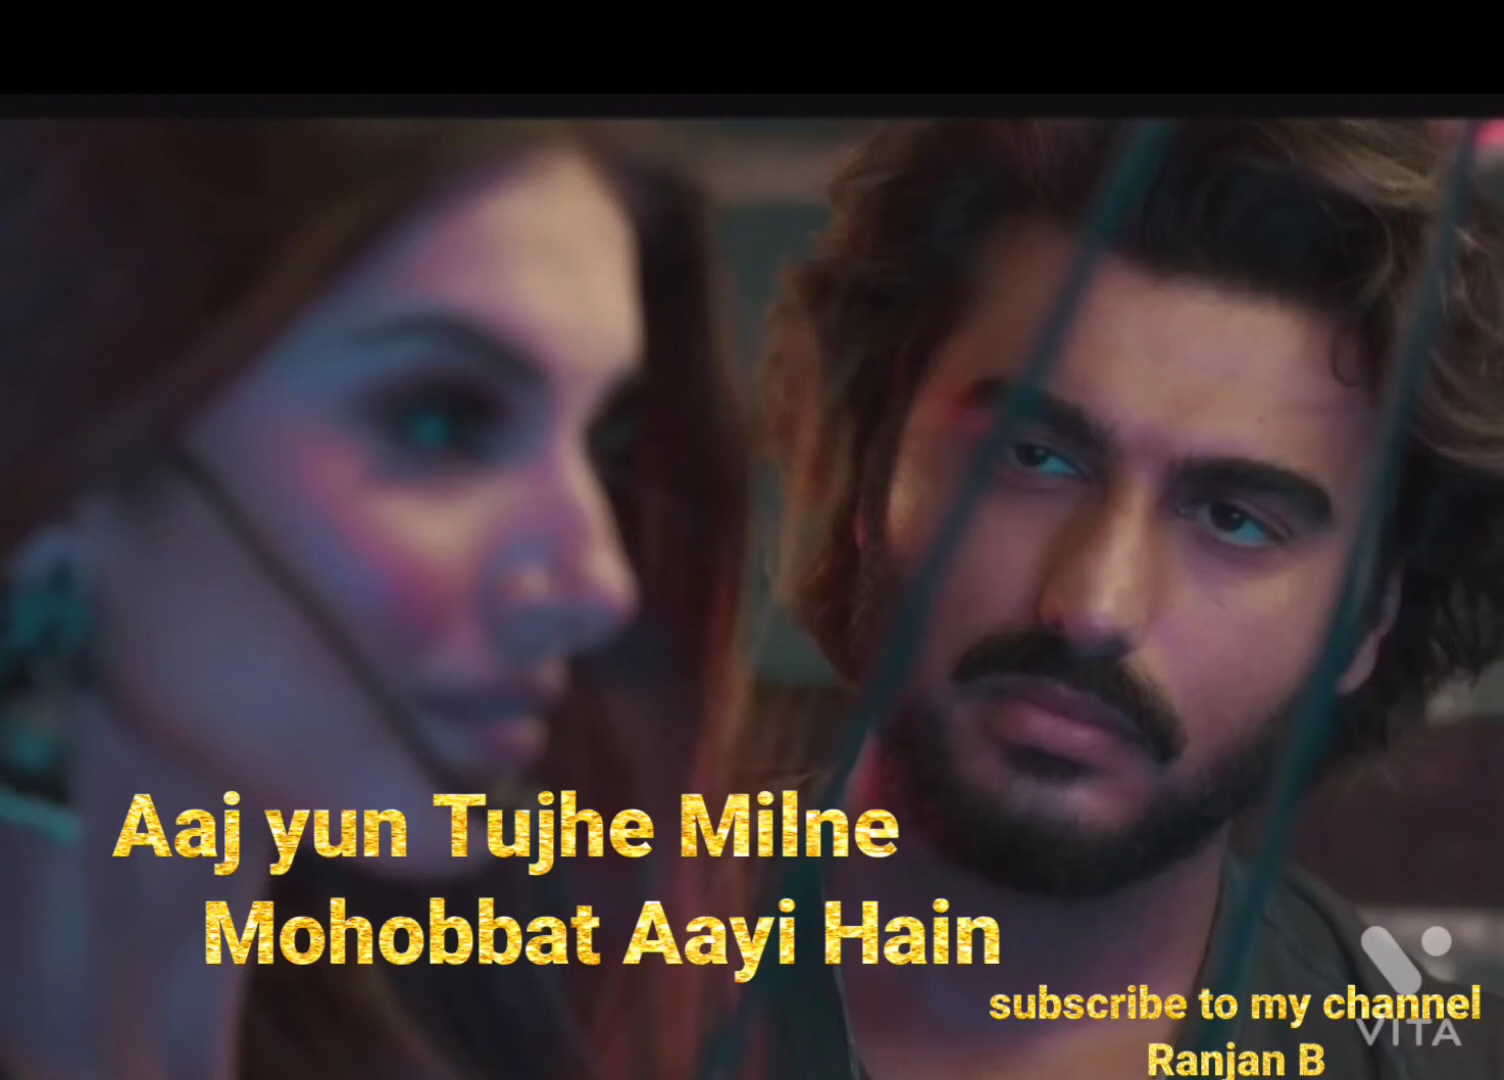 Aaj yun Tujhe Milne
Mohobbat Aayi Hain
subscribe to my channel
VITA
Ranjan B